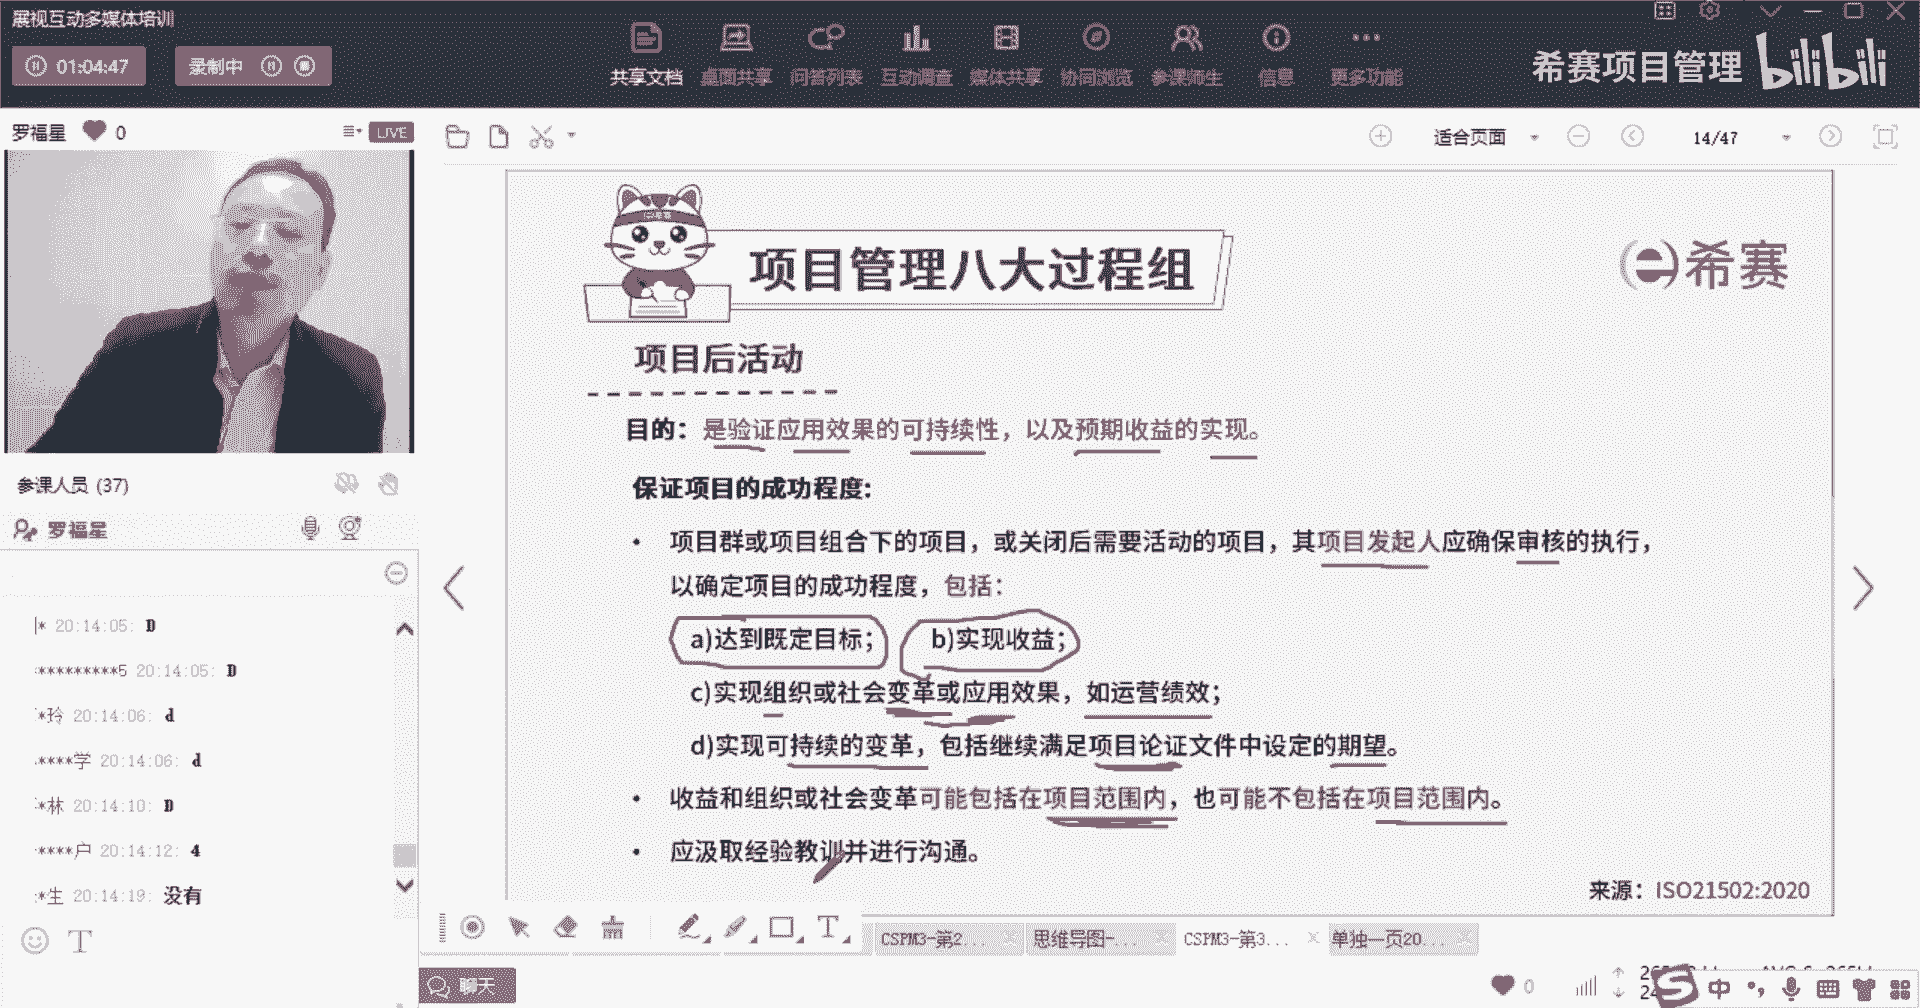 展视互动多媒体培训
01:04:47
录制中
共享文档
桌面共享
问答列表
互动调查
媒体共享
协同浏览
参课师生
信息
更多功能
希赛项目管理
bilibili
罗福星
0
LIVE
适合页面
14/47
项目管理八大过程组
希赛
项目后活动
目的：是验证应用效果的可持续性，以及预期收益的实现。
保证项目的成功程度:
• 项目群或项目组合下的项目，或关闭后需要活动的项目，其项目发起人应确保审核的执行，
以确定项目的成功程度，包括：
a)达到既定目标； b)实现收益；
c)实现组织或社会变革或应用效果，如运营绩效；
d)实现可持续的变革，包括继续满足项目论证文件中设定的期望。
• 收益和组织或社会变革可能包括在项目范围内，也可能不包括在项目范围内。
• 应汲取经验教训并进行沟通。
来源：ISO21502:2020
参课人员 (37)
罗福星
* 20:14:05: D
*********5 20:14:05: D
*玲 20:14:06: d
****学 20:14:06: d
*林 20:14:10: D
****户 20:14:12: 4
*生 20:14:19: 没有
T
T
CSPM3-第2...
思维导图-...
CSPM3-第3...
单独一页20...
聊天
0
中